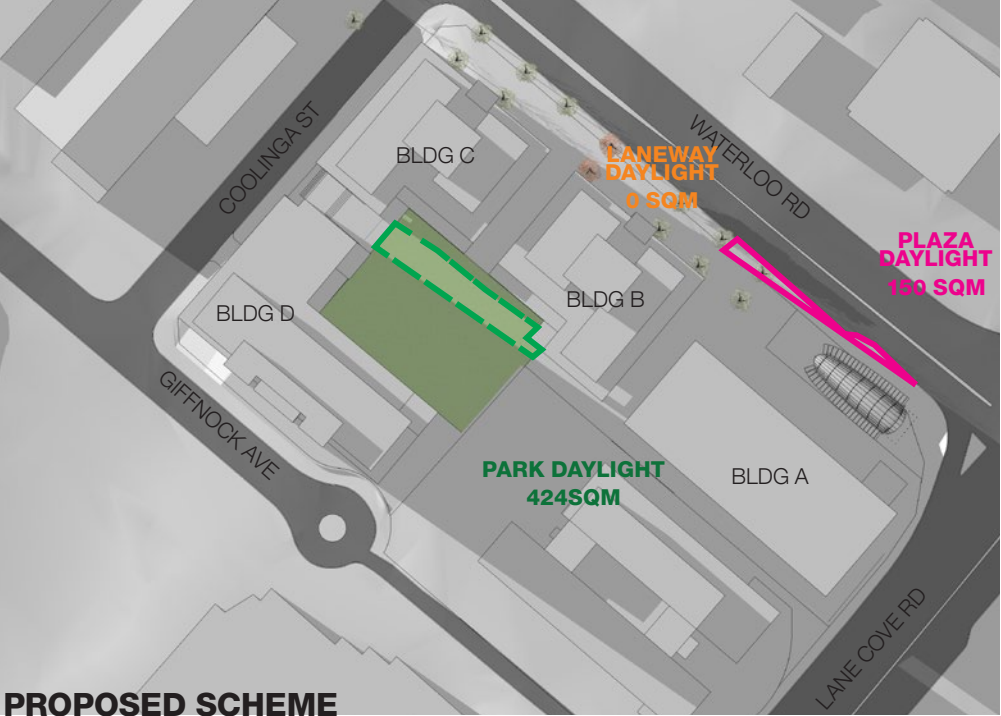 COOLINGA ST
BLDG C
WATERLOO RD
LANEWAY
DAYLIGHT
0 SQM
PLAZA
DAYLIGHT
150 SQM
BLDG D
BLDG B
GIFFNOCK AVE
PARK DAYLIGHT
424SQM
BLDG A
LANE COVE RD
PROPOSED SCHEME